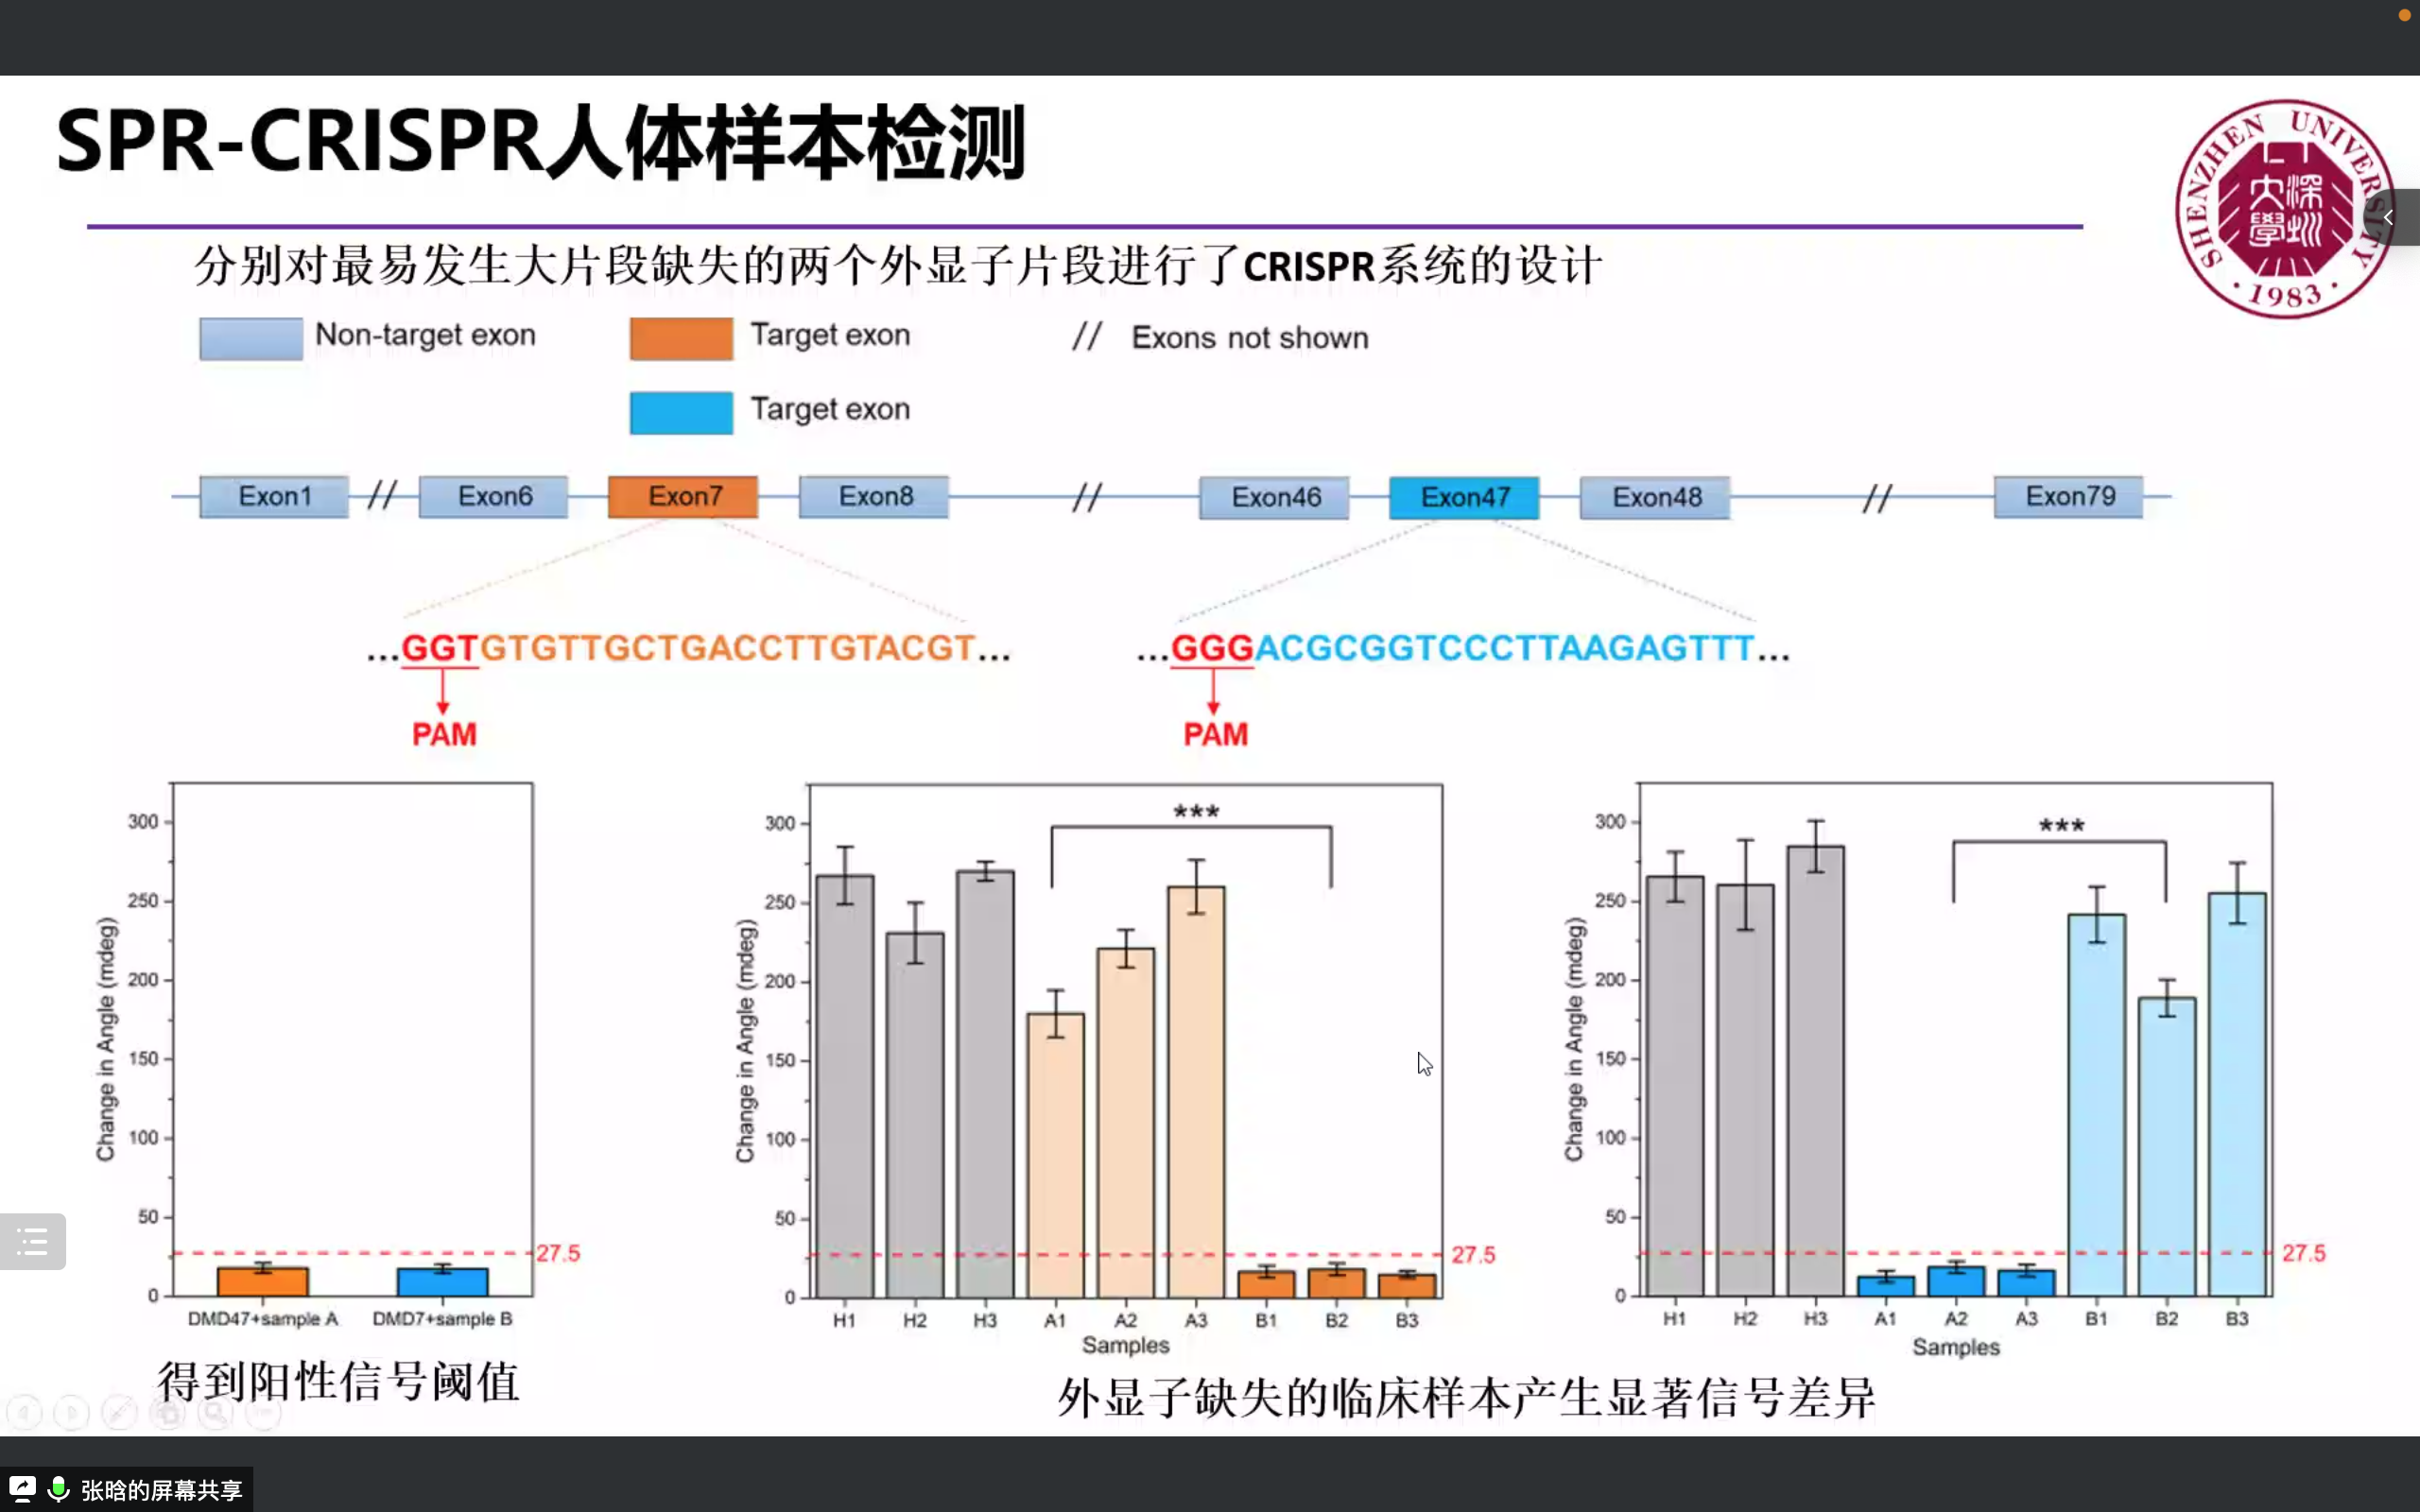 SPR-CRISPR人体样本检测
SHENZHEN UNIVERSITY
深圳
大學
· 1983 ·
分别对最易发生大片段缺失的两个外显子片段进行了CRISPR系统的设计
Non-target exon
Target exon
// Exons not shown
Target exon
Exon1 // Exon6 Exon7 Exon8 // Exon46 Exon47 Exon48 // Exon79
...GGTGTGTTGCTGACCTTGTACGT...
...GGGACGCGGTCCCTTAAGAGTTT...
PAM
PAM
Change in Angle (mdeg)
300
250
200
150
100
50
0
27.5
DMD47+sample A
DMD7+sample B
得到阳性信号阈值
Change in Angle (mdeg)
300
250
200
150
100
50
0
***
27.5
H1 H2 H3 A1 A2 A3 B1 B2 B3
Samples
Change in Angle (mdeg)
300
250
200
150
100
50
0
***
27.5
H1 H2 H3 A1 A2 A3 B1 B2 B3
Samples
外显子缺失的临床样本产生显著信号差异
张晗的屏幕共享